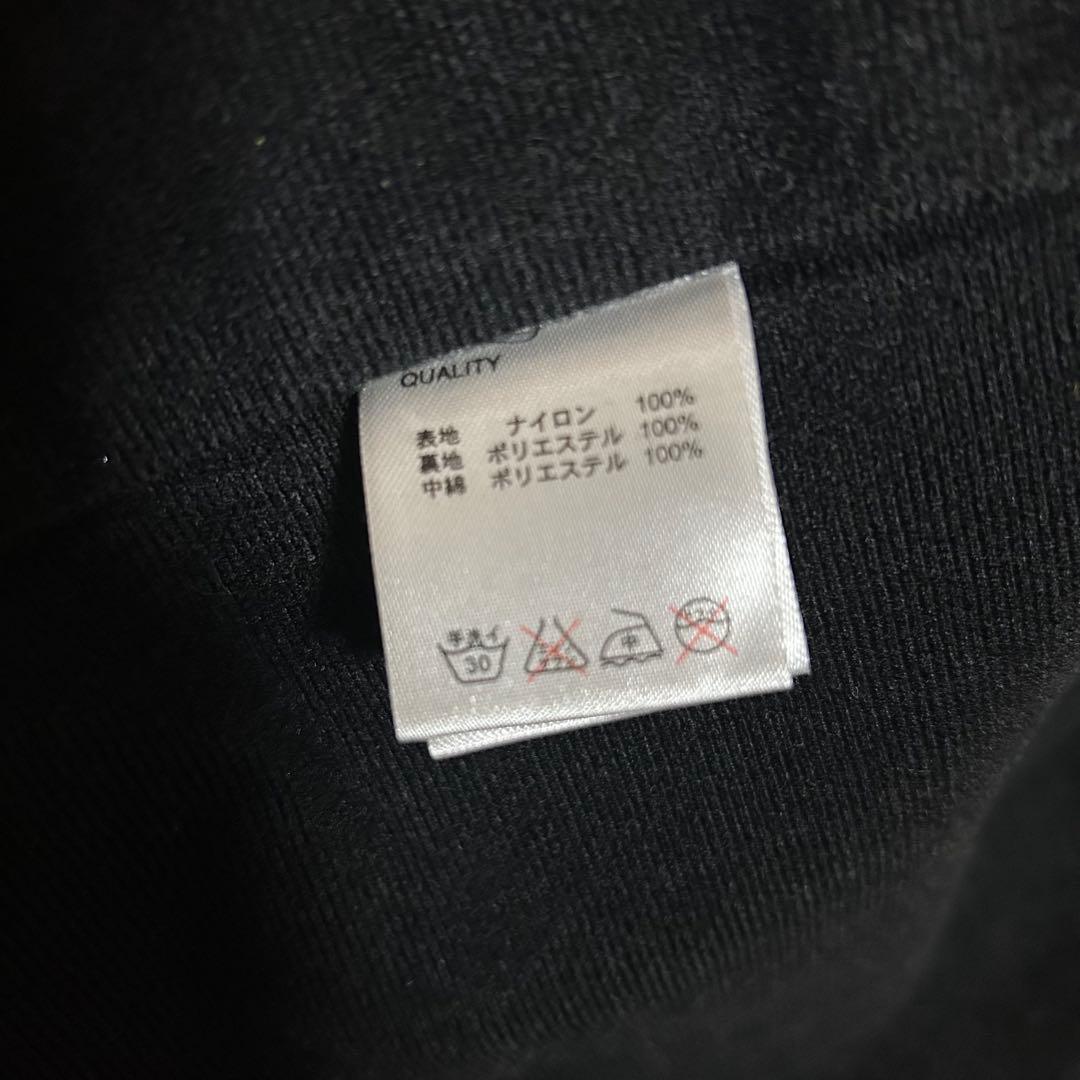 QUALITY
表地 ナイロン 100%
裏地 ポリエステル 100%
中綿 ポリエステル 100%
手洗イ
30
中